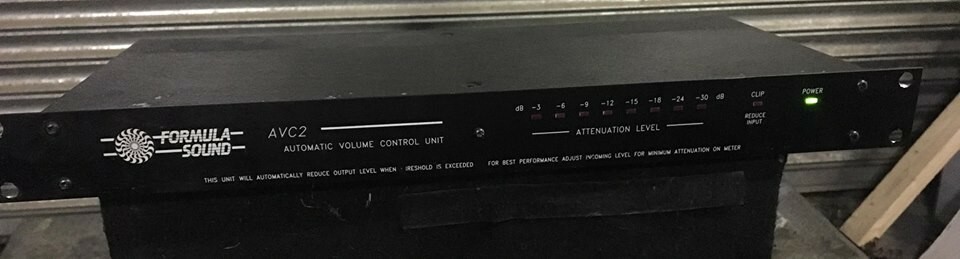 FORMULA
SOUND
AVC2
AUTOMATIC VOLUME CONTROL UNIT
dB -3 -6 -9 -12 -15 -18 -24 -30 dB
ATTENUATION LEVEL
CLIP
REDUCE
INPUT
POWER
THIS UNIT WILL AUTOMATICALLY REDUCE OUTPUT LEVEL WHEN IRESHOLD IS EXCEEDED FOR BEST PERFORMANCE ADJUST INCOMING LEVEL FOR MINIMUM ATTENUATION ON METER